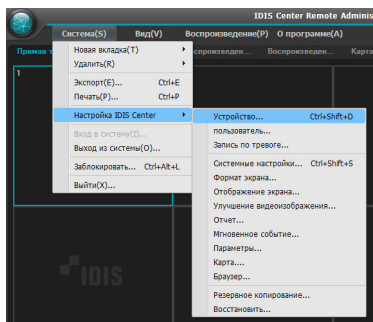 IDIS Center Remote Adminis
Система(S) Вид(V) Воспроизведение(P) О программе(A)
Прямая т
спроизведен... Воспроизведен... Карта
1
Новая вкладка(T)
Удалить(R)
Экспорт(E)... Ctrl+E
Печать(P)... Ctrl+P
Настройка IDIS Center
Вход в систему(I)...
Выход из системы(O)...
Заблокировать... Ctrl+Alt+L
Выйти(X)...
Устройство... Ctrl+Shift+D
пользователь...
Запись по тревоге...
Системные настройки... Ctrl+Shift+S
Формат экрана...
Отображение экрана...
Улучшение видеоизображения...
Отчет...
Мгновенное событие...
Параметры...
Карта....
Браузер...
Резервное копирование...
Восстановить...
IDIS